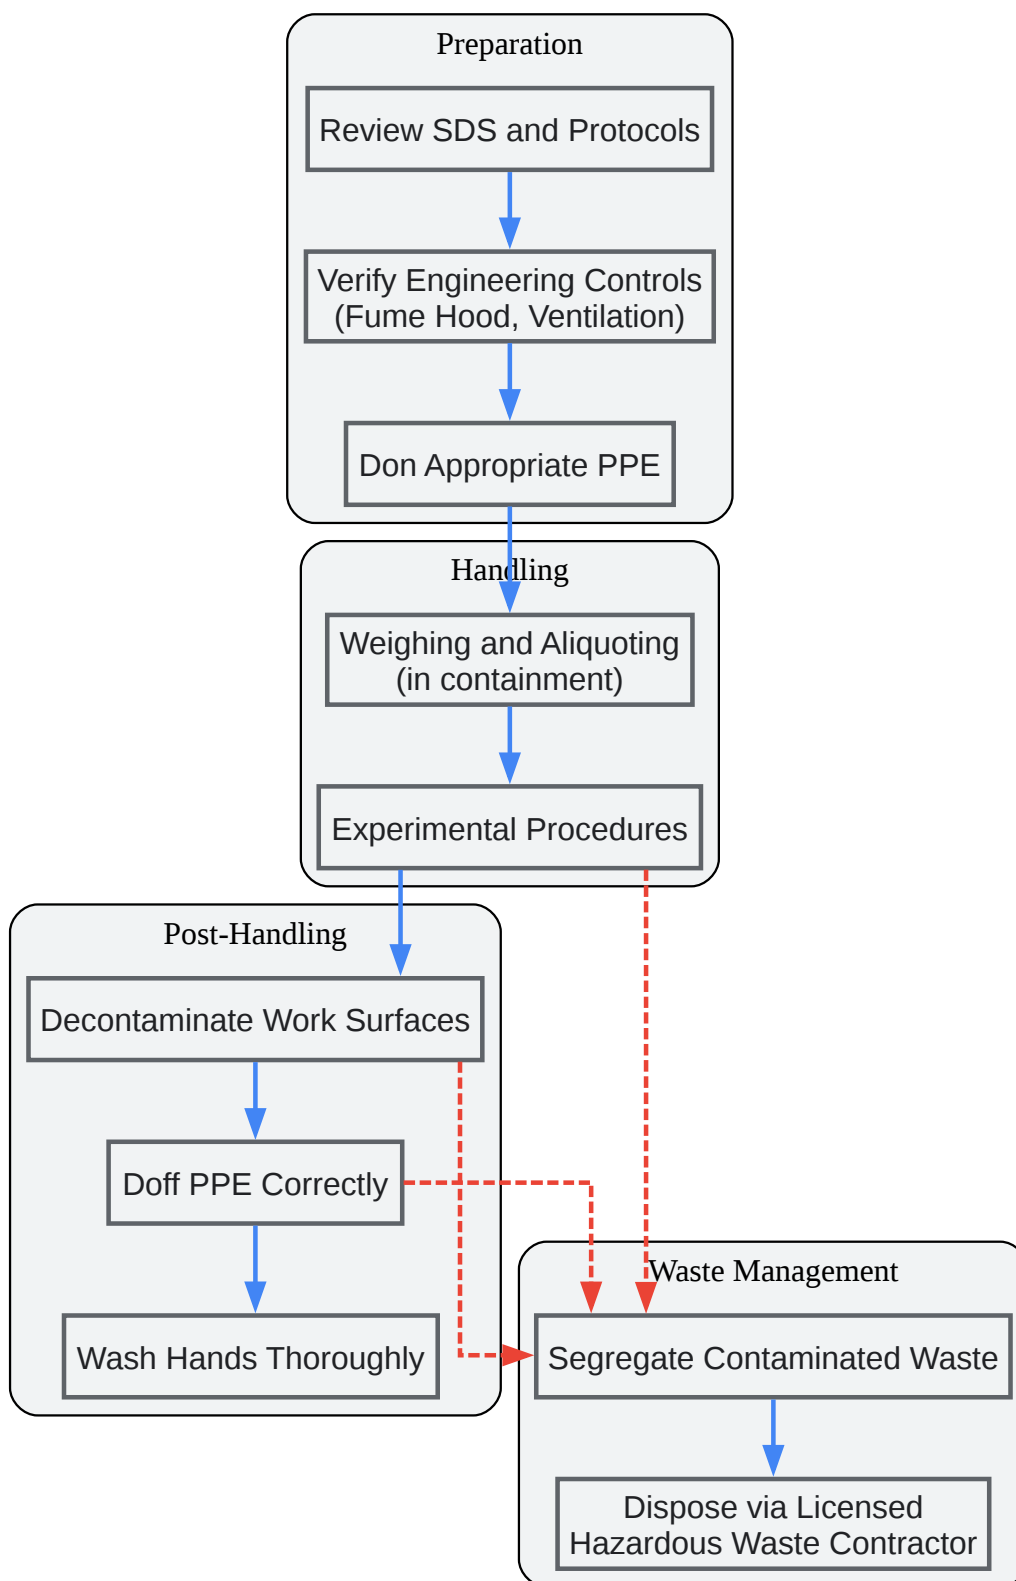 Preparation
Review SDS and Protocols
Verify Engineering Controls
(Fume Hood, Ventilation)
Don Appropriate PPE
Handling
Weighing and Aliquoting
(in containment)
Experimental Procedures
Post-Handling
Decontaminate Work Surfaces
Doff PPE Correctly
Wash Hands Thoroughly
Waste Management
Segregate Contaminated Waste
Dispose via Licensed
Hazardous Waste Contractor